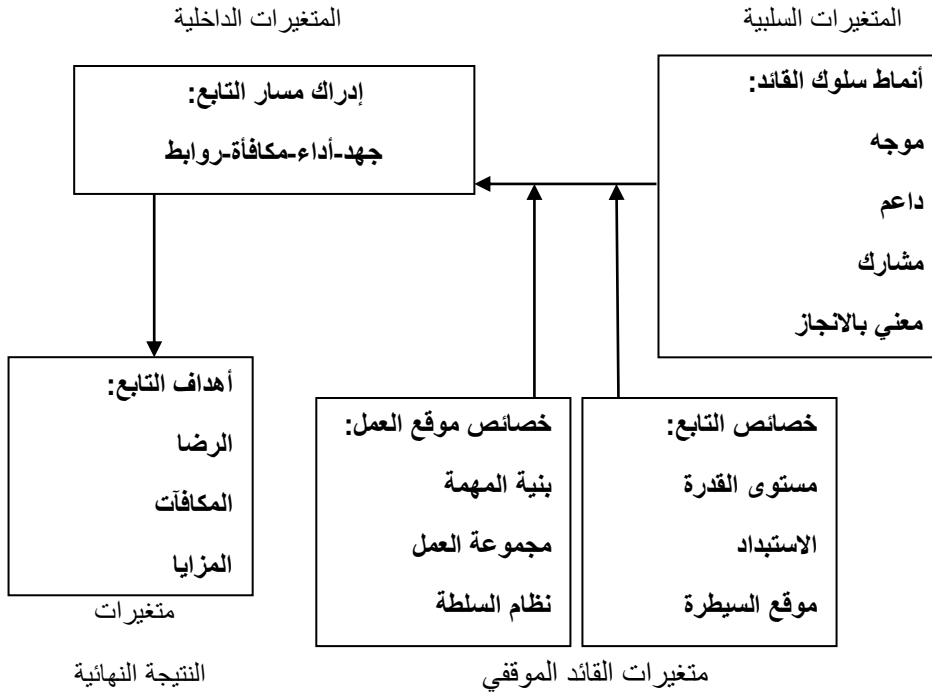 المتغيرات السلبية
المتغيرات الداخلية
أنماط سلوك القائد:
موجه
داعم
مشارك
معني بالانجاز
إدراك مسار التابع:
جهد-أداء-مكافأة-روابط
خصائص التابع:
مستوى القدرة
الاستبداد
موقع السيطرة
خصائص موقع العمل:
بنية المهمة
مجموعة العمل
نظام السلطة
متغيرات القائد الموقفي
أهداف التابع:
الرضا
المكافآت
المزايا
متغيرات
النتيجة النهائية